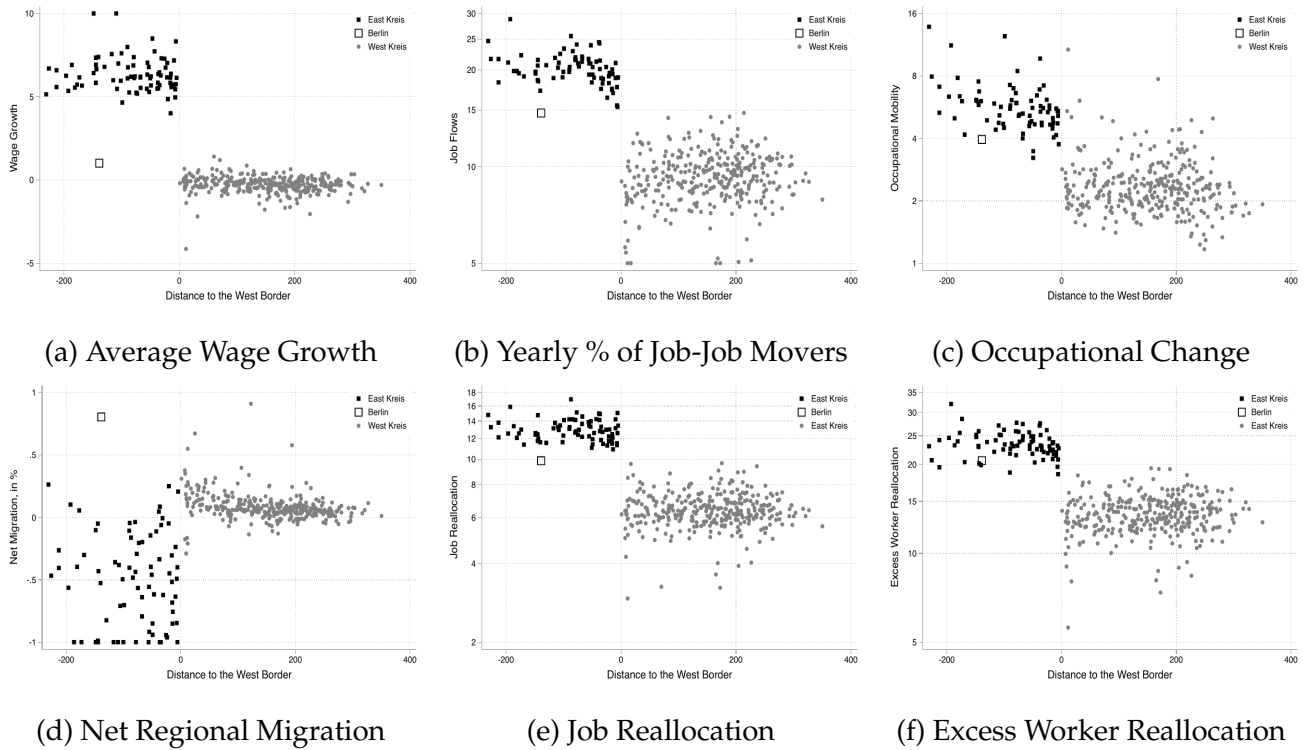 10
5
0
-5
Wage Growth
-200
0
200
400
Distance to the West Border
East Kreis
Berlin
West Kreis
(a) Average Wage Growth
30
25
20
15
10
5
Job Flows
-200
0
200
400
Distance to the West Border
East Kreis
Berlin
West Kreis
(b) Yearly % of Job-Job Movers
16
8
4
2
1
Occupational Mobility
-200
0
200
400
Distance to the West Border
East Kreis
Berlin
West Kreis
(c) Occupational Change
1
.5
0
-.5
-1
Net Migration, in %
-200
0
200
400
Distance to the West Border
East Kreis
Berlin
West Kreis
(d) Net Regional Migration
18
16
14
12
10
8
6
4
2
Job Reallocation
-200
0
200
400
Distance to the West Border
East Kreis
Berlin
East Kreis
(e) Job Reallocation
35
30
25
20
15
10
5
Excess Worker Reallocation
-200
0
200
400
Distance to the West Border
East Kreis
Berlin
East Kreis
(f) Excess Worker Reallocation